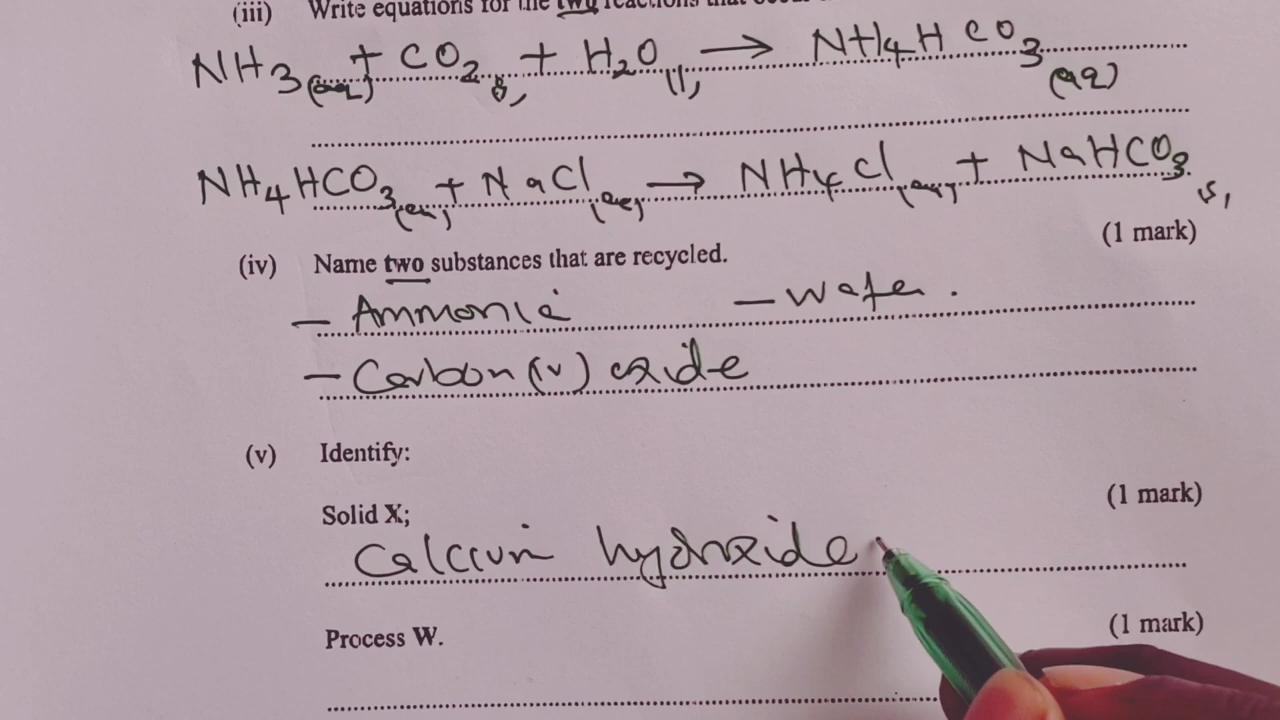 (iii) Write equations for the two reactions that
NH3(aq) + CO2(g) + H2O(l) → NH4HCO3(aq)
NH4HCO3(aq) + NaCl(aq) → NH4Cl(aq) + NaHCO3(s)
(1 mark)
(iv) Name two substances that are recycled.
– Ammonia – Water.
– Carbon(v) oxide
(v) Identify:
(1 mark)
Solid X;
Calcium hydroxide
(1 mark)
Process W.